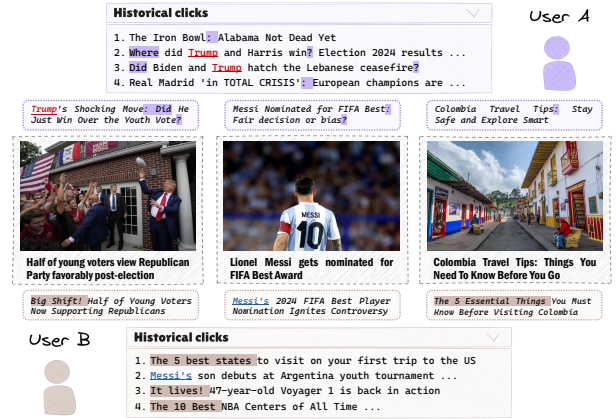 Historical clicks
User A
1. The Iron Bowl: Alabama Not Dead Yet
2. Where did Trump and Harris win? Election 2024 results ...
3. Did Biden and Trump hatch the Lebanese ceasefire?
4. Real Madrid 'in TOTAL CRISIS': European champions are ...
Trump's Shocking Move: Did He
Just Win Over the Youth Vote?
Messi Nominated for FIFA Best:
Fair decision or bias?
Colombia Travel Tips: Stay
Safe and Explore Smart
MESSI
10
Half of young voters view Republican
Party favorably post-election
Lionel Messi gets nominated for
FIFA Best Award
Colombia Travel Tips: Things You
Need To Know Before You Go
Big Shift! Half of Young Voters
Now Supporting Republicans
Messi's 2024 FIFA Best Player
Nomination Ignites Controversy
The 5 Essential Things You Must
Know Before Visiting Colombia
User B
Historical clicks
1. The 5 best states to visit on your first trip to the US
2. Messi's son debuts at Argentina youth tournament ...
3. It lives! 47-year-old Voyager 1 is back in action
4. The 10 Best NBA Centers of All Time ...